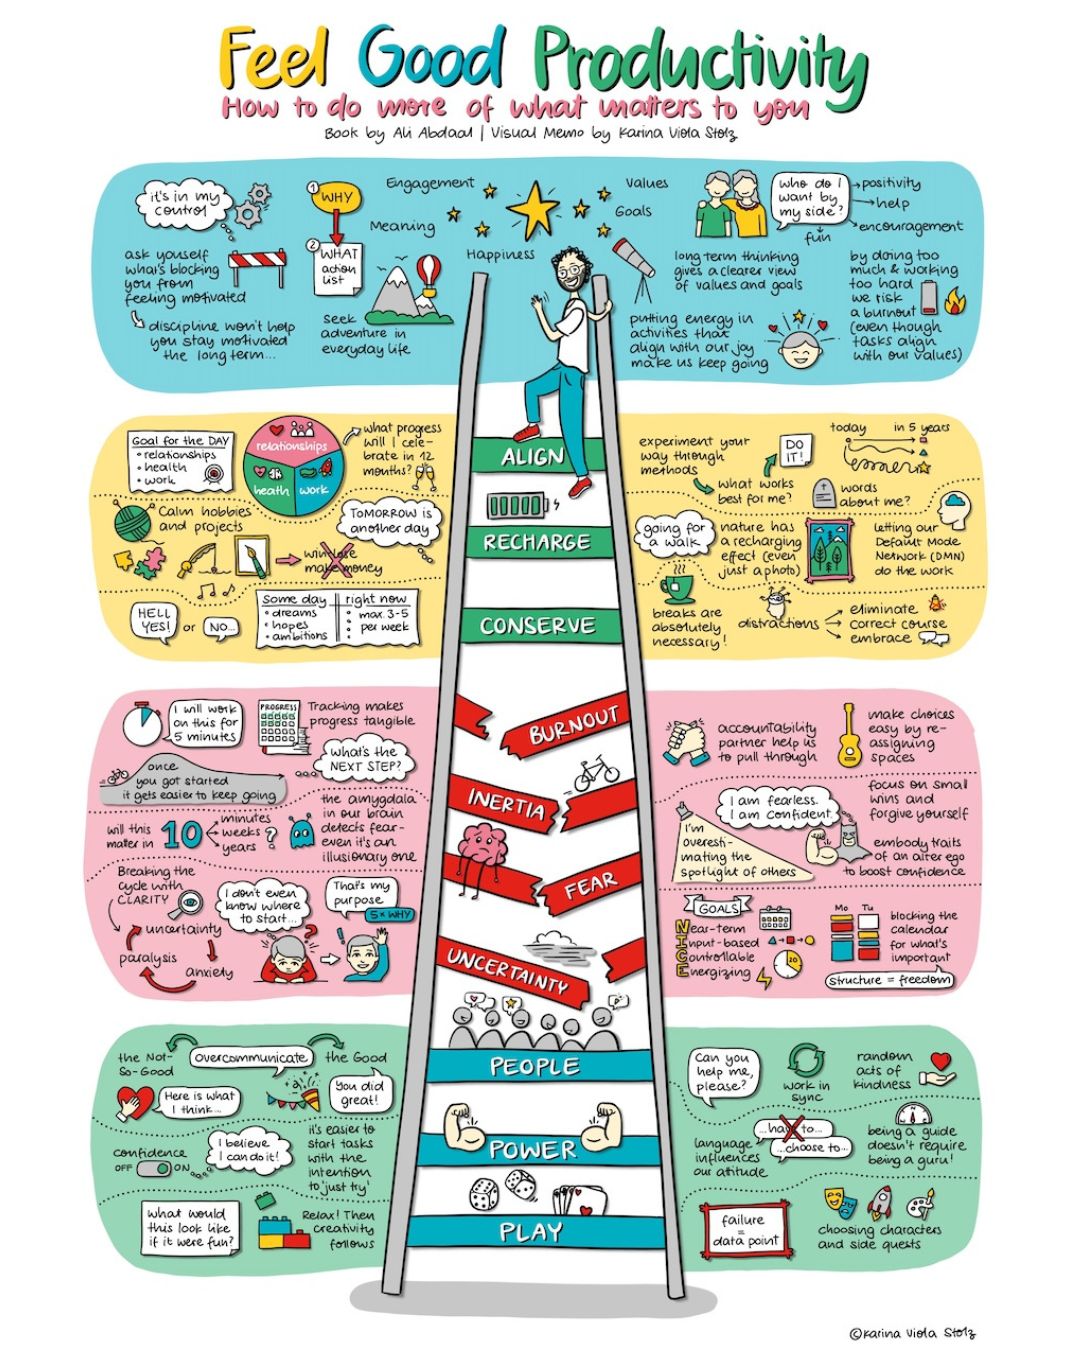 Feel Good Productivity
How to do more of what matters to you
Book by Ali Abdaal | Visual Memo by Karina Viola Stolz
it's in my
control
ask yourself
what's blocking
you from
feeling motivated
discipline won't help
you stay motivated
the long term...
1
WHY
2
WHAT
action
list
Engagement
Meaning
Happiness
seek
adventure in
everyday life
Values
Goals
who do I
want by
my side?
positivity
help
encouragement
fun
long term thinking
gives a clearer view
of values and goals
putting energy in
activities that
align with our joy
make us keep going
by doing too
much & working
too hard
we risk
a burnout
(even though
tasks align
with our values)
ALIGN
Goal for the DAY
• relationships
• health
• work
relationships
heath
work
what progress
will I cele-
brate in 12
months?
experiment your
way through
methods
DO
IT!
what works
best for me?
today
in 5 years
words
about me?
RECHARGE
Calm hobbies
and projects
TOMORROW is
another day
win lose
make money
going for
a walk
nature has
a recharging
effect (even
just a photo)
letting our
Default Mode
Network (DMN)
do the work
CONSERVE
HELL
YES!
or
NO...
Some day
• dreams
• hopes
• ambitions
right now
• max 3-5
• per week
breaks are
absolutely
necessary!
distractions
eliminate
correct course
embrace
BURNOUT
I will work
on this for
5 minutes
PROGRESS
Tracking makes
progress tangible
what's the
NEXT STEP?
once
you got started
it gets easier to keep going
accountability
partner help us
to pull through
make choices
easy by re-
assigning
spaces
INERTIA
will this
matter in
10
minutes
weeks
years
?
the amygdala
in our brain
detects fear-
even it's an
illusionary one
I am fearless.
I am confident.
focus on small
wins and
forgive yourself
I'm
overesti-
mating the
spotlight of others
embody traits
of an alter ego
to boost confidence
FEAR
Breaking the
cycle with
CLARITY
uncertainty
paralysis
anxiety
I don't even
know where
to start...
That's my
purpose
5 x WHY
GOALS
Near-term
Input-based
Controllable
Energizing
20
Mo
Tu
blocking the
calendar
for what's
important
structure = freedom
UNCERTAINTY
PEOPLE
the Not-
So-Good
overcommunicate
the Good
Here is what
I think...
You did
great!
Can you
help me,
please?
work in
sync
random
acts of
kindness
POWER
confidence
OFF
ON
I believe
I can do it!
it's easier to
start tasks
with the
intention
to 'just try'
language
influences
our attitude
...have to...
...choose to...
being a guide
doesn't require
being a guru!
PLAY
what would
this look like
if it were fun?
Relax! Then
creativity
follows
failure
=
data point
choosing characters
and side quests
©Karina Viola Stolz